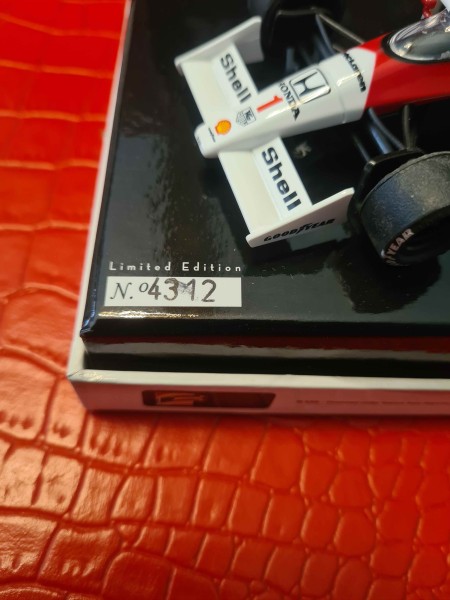 Shell
HONDA
1
Shell
GOODYEAR
Limited Edition
N.º 4312